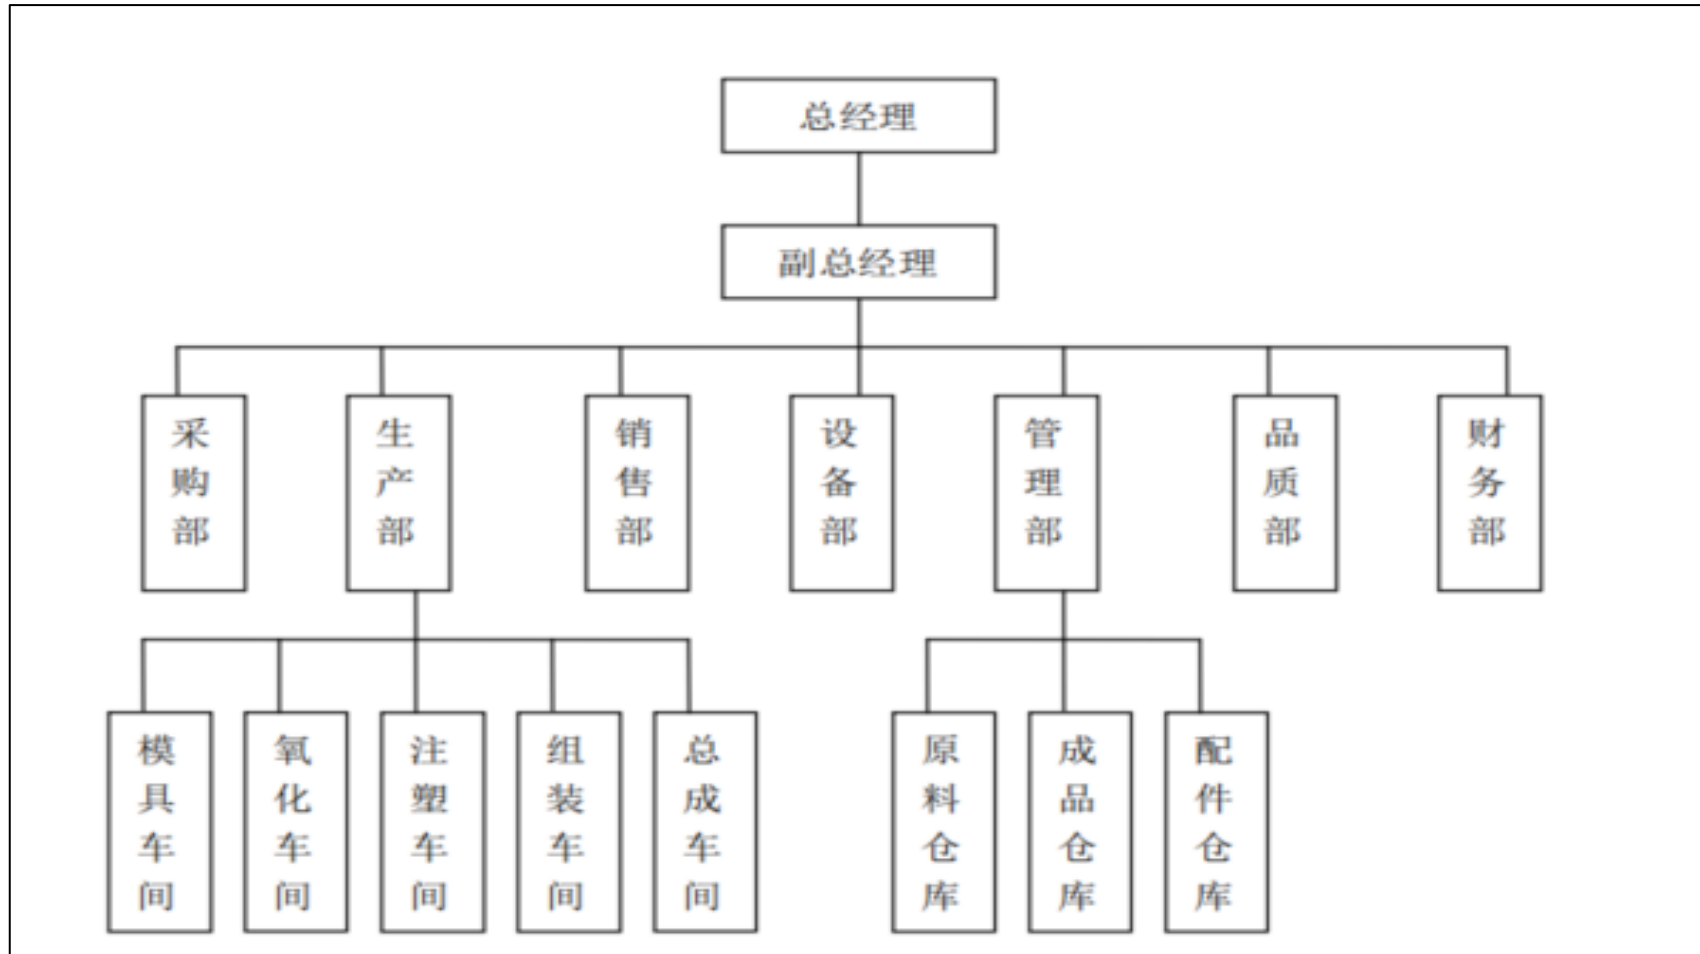 总经理
副总经理
采购部
生产部
销售部
设备部
管理部
品质部
财务部
模具车间
氧化车间
注塑车间
组装车间
总成车间
原料仓库
成品仓库
配件仓库